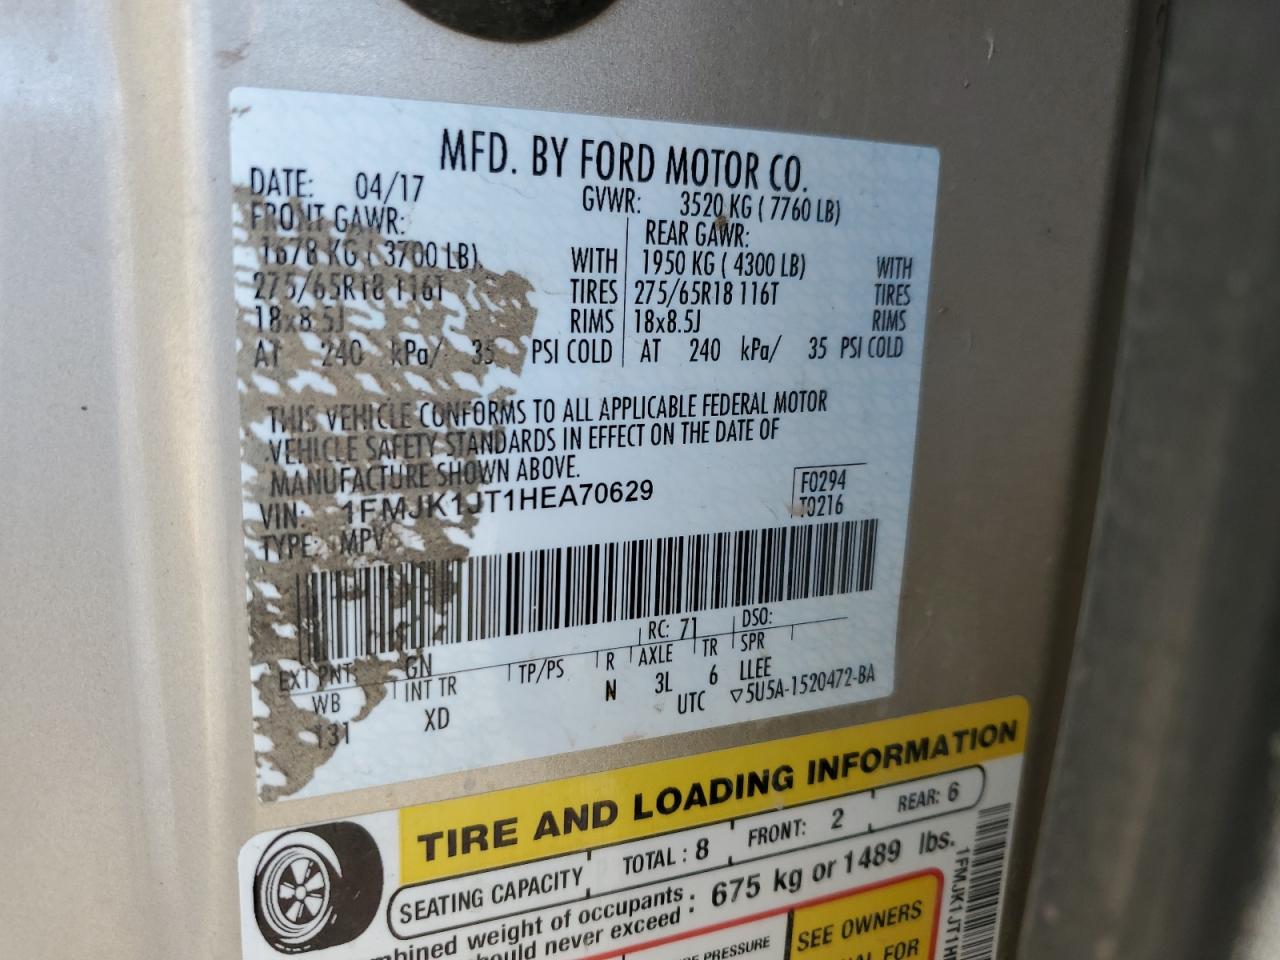 MFD. BY FORD MOTOR CO.
DATE: 04/17 GVWR: 3520 KG ( 7760 LB)
FRONT GAWR: REAR GAWR:
1678 KG ( 3700 LB) WITH 1950 KG ( 4300 LB) WITH
275/65R18 116T TIRES 275/65R18 116T TIRES
18x8.5J RIMS 18x8.5J RIMS
AT 240 kPa/ 35 PSI COLD AT 240 kPa/ 35 PSI COLD
THIS VEHICLE CONFORMS TO ALL APPLICABLE FEDERAL MOTOR
VEHICLE SAFETY STANDARDS IN EFFECT ON THE DATE OF
MANUFACTURE SHOWN ABOVE.
VIN: 1FMJK1JT1HEA70629 F0294
TYPE: MPV T0216
EXT PNT: GN RC: 71 DSO:
WB INT TR TP/PS R AXLE TR SPR
131 XD N 3L 6 LLEE
UTC ▽5U5A-1520472-BA
TIRE AND LOADING INFORMATION
SEATING CAPACITY TOTAL : 8 FRONT: 2 REAR: 6
mbined weight of occupants
ould never exceed : 675 kg or 1489 lbs.
PRESSURE
SEE OWNERS
FOR
1FMJK1JT1H